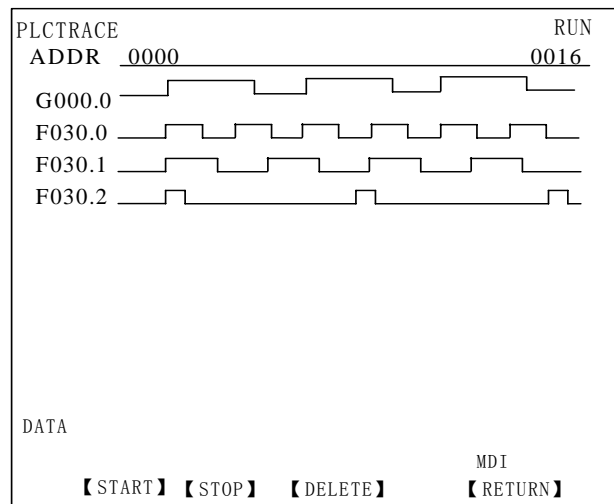 PLCTRACE RUN
ADDR 0000 0016
G000.0
F030.0
F030.1
F030.2
DATA
MDI
【START】 【STOP】 【DELETE】 【RETURN】